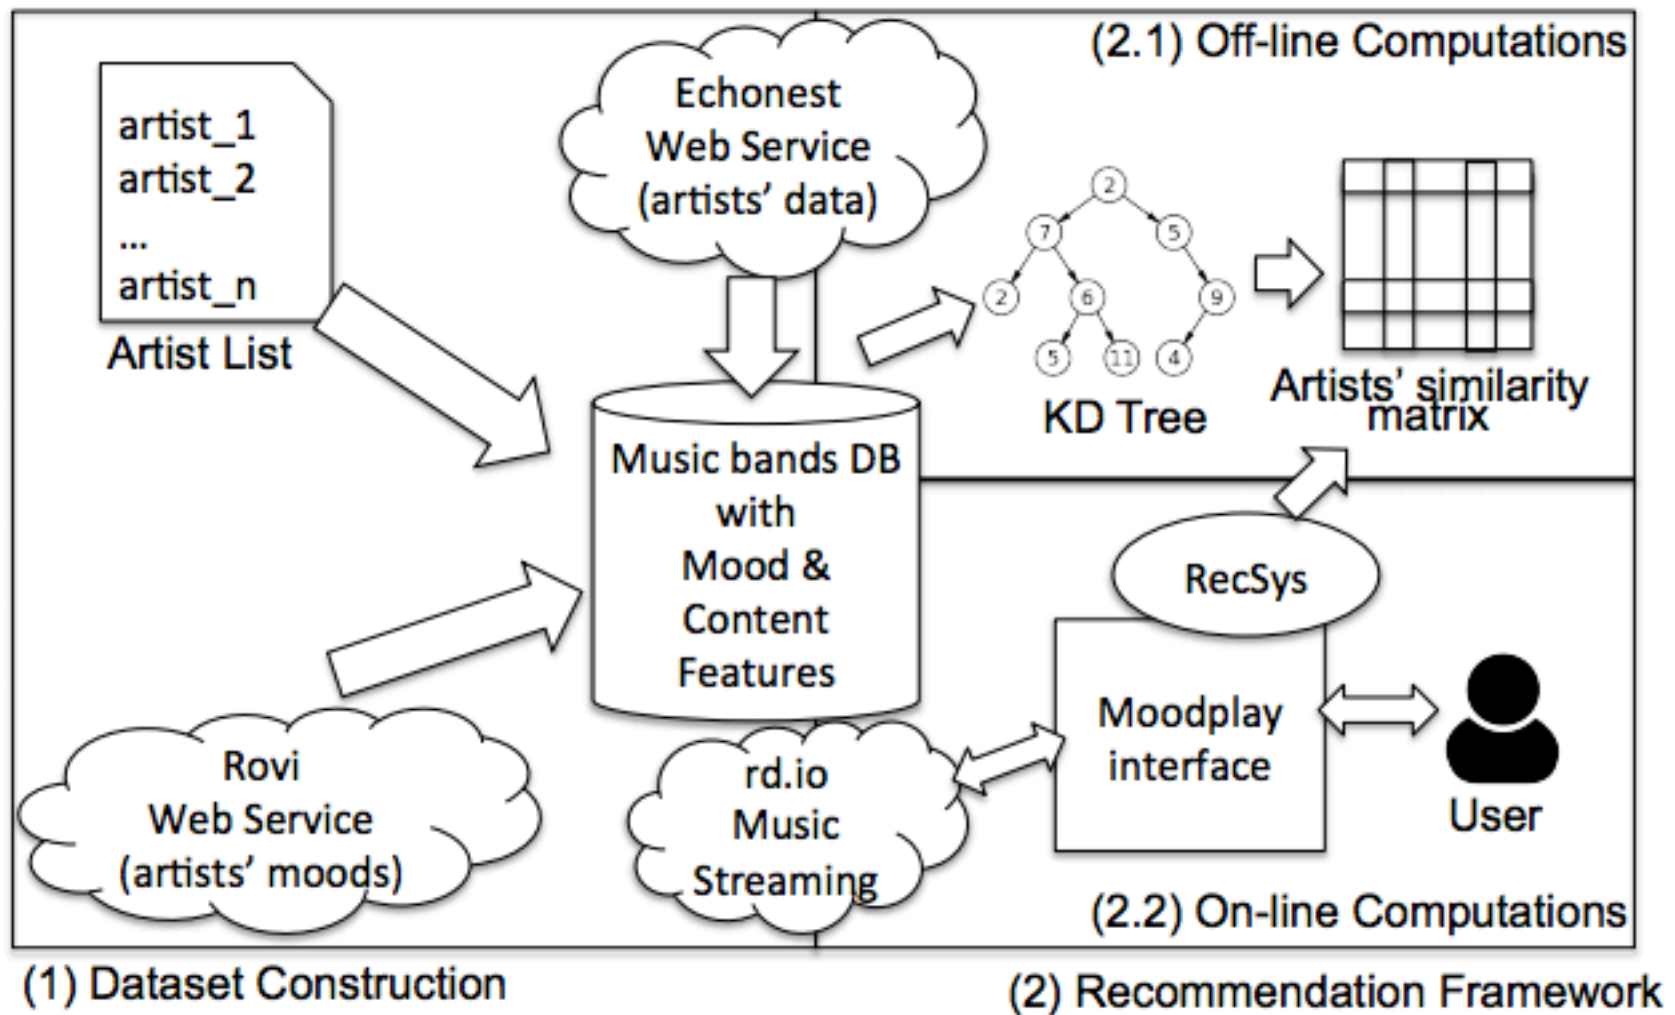 (2.1) Off-line Computations
artist_1
artist_2
...
artist_n
Artist List
Echonest
Web Service
(artists' data)
2
7
5
2
6
9
5
11
4
KD Tree
Artists' similarity
matrix
Music bands DB
with
Mood &
Content
Features
RecSys
Moodplay
interface
User
Rovi
Web Service
(artists' moods)
rd.io
Music
Streaming
(2.2) On-line Computations
(1) Dataset Construction
(2) Recommendation Framework